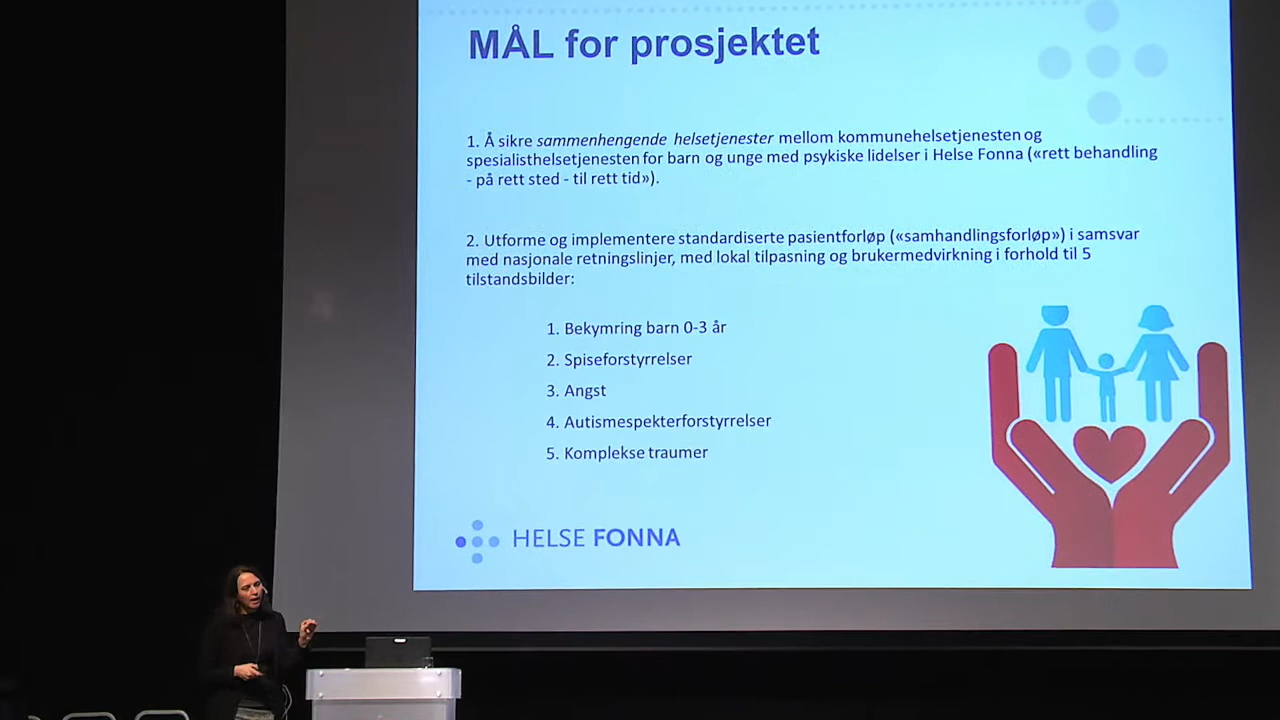 MÅL for prosjektet
1. Å sikre sammenhengende helsetjenester mellom kommunehelsetjenesten og
spesialisthelsetjenesten for barn og unge med psykiske lidelser i Helse Fonna («rett behandling
- på rett sted - til rett tid»).
2. Utforme og implementere standardiserte pasientforløp («samhandlingsforløp») i samsvar
med nasjonale retningslinjer, med lokal tilpasning og brukermedvirkning i forhold til 5
tilstandsbilder:
1. Bekymring barn 0-3 år
2. Spiseforstyrrelser
3. Angst
4. Autismespekterforstyrrelser
5. Komplekse traumer
HELSE FONNA